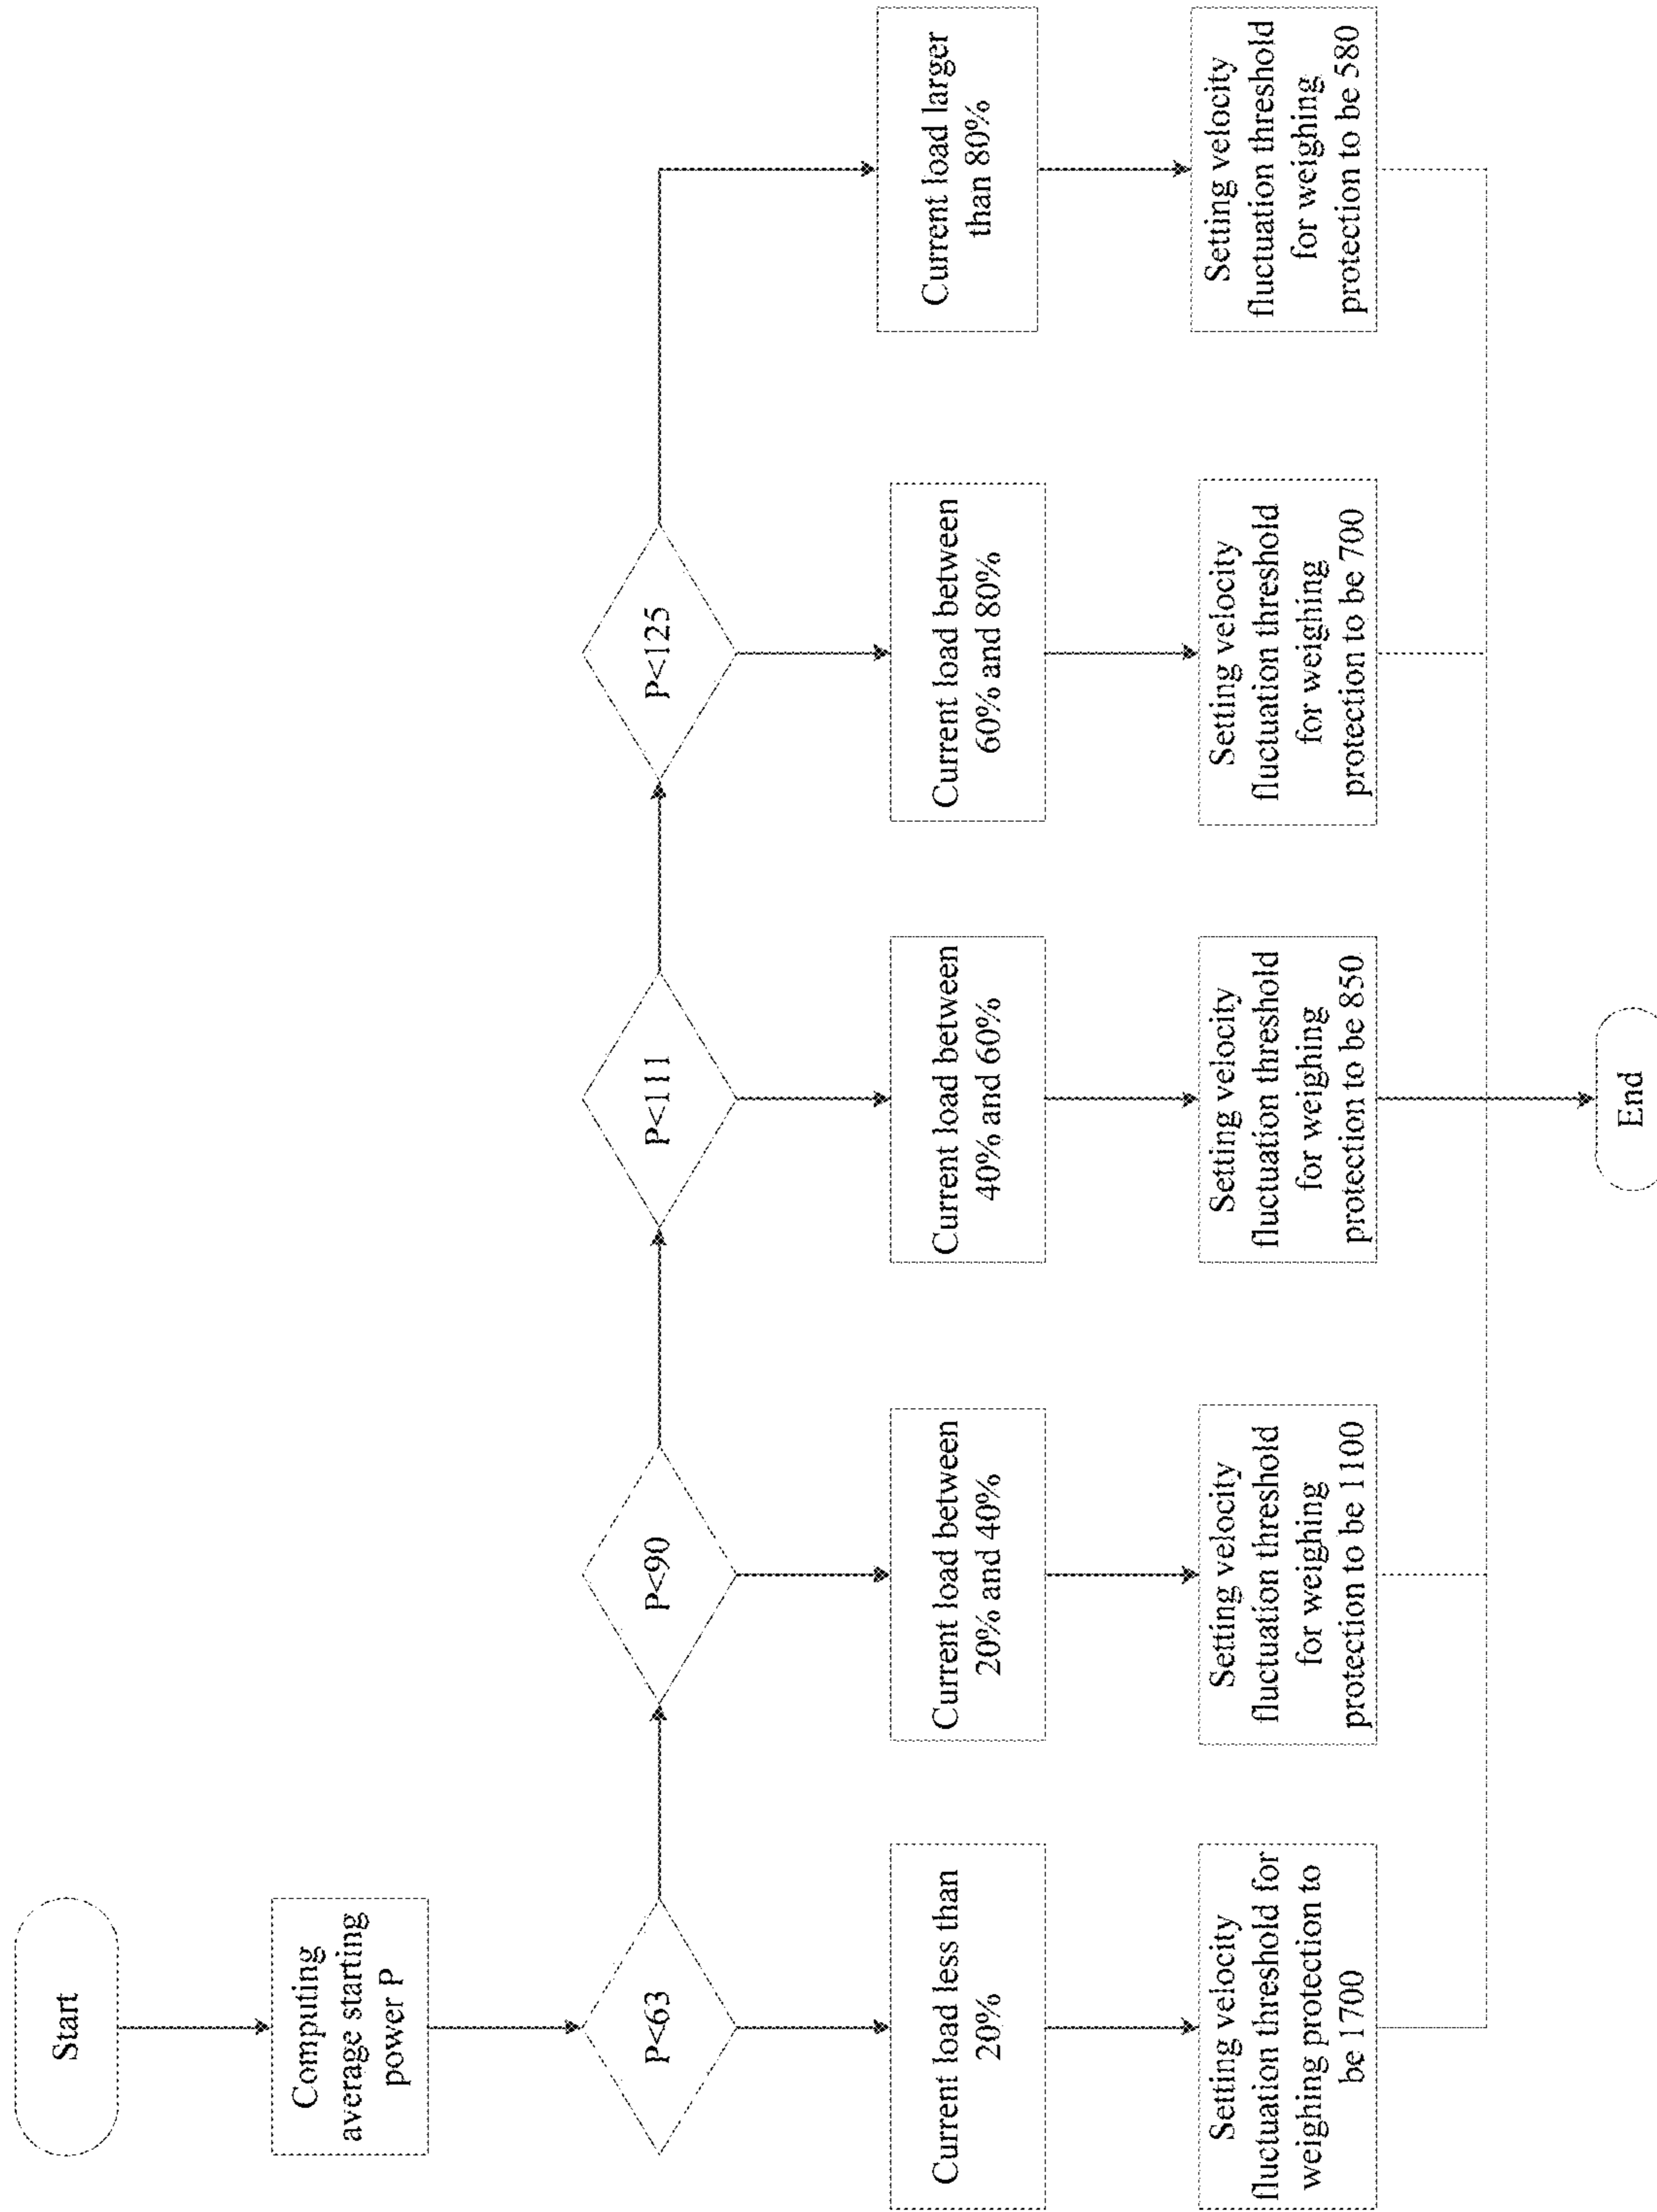 Start
Computing
average starting
power P
P<63
P<90
P<111
P<125
Current load less than
20%
Current load between
20% and 40%
Current load between
40% and 60%
Current load between
60% and 80%
Current load larger
than 80%
Setting velocity
fluctuation threshold for
weighing protection to
be 1700
Setting velocity
fluctuation threshold
for weighing
protection to be 1100
Setting velocity
fluctuation threshold
for weighing
protection to be 850
Setting velocity
fluctuation threshold
for weighing
protection to be 700
Setting velocity
fluctuation threshold
for weighing
protection to be 580
End